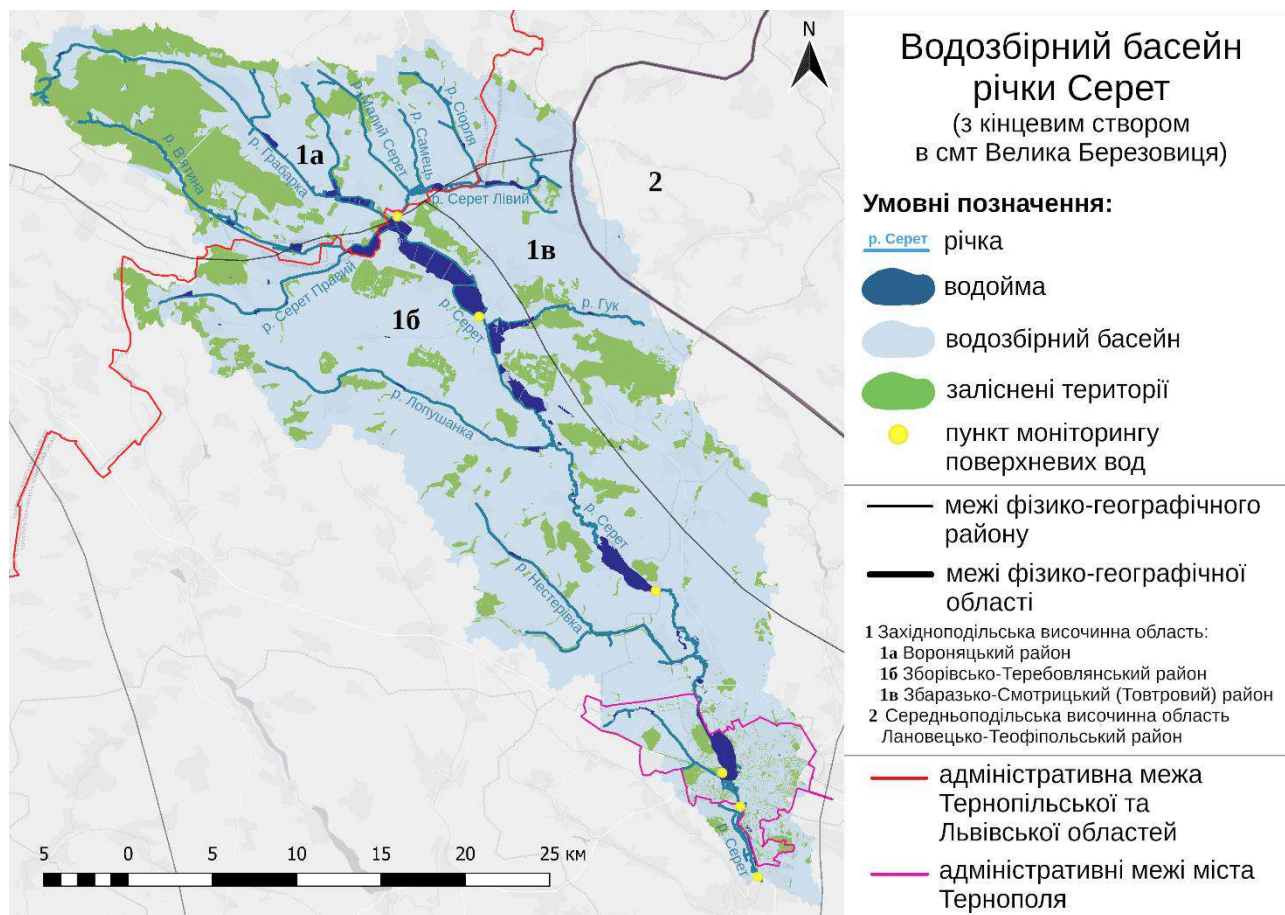 Водозбірний басейн
річки Серет
(з кінцевим створом
в смт Велика Березовиця)
Умовні позначення:
р. Серет
річка
водойма
водозбірний басейн
заліснені території
пункт моніторингу
поверхневих вод
межі фізико-географічного
району
межі фізико-географічної
області
1 Західноподільська височинна область:
1а Вороняцький район
1б Зборівсько-Теребовлянський район
1в Збаразько-Смотрицький (Товтровий) район
2 Середньоподільська височинна область
Лановецько-Теофіпольський район
адміністративна межа
Тернопільської та
Львівської областей
адміністративні межі міста
Тернополя
N
р. Вятина
р. Грабарка
1а
р. Малий Серет
р. Самець
р. Сіорля
р. Серет Лівий
2
1в
р. Серет Правий
1б
р. Серет
р. Гук
р. Лопушанка
р. Серет
р. Нестерівка
р. Серет
5 0 5 10 15 20 25 км